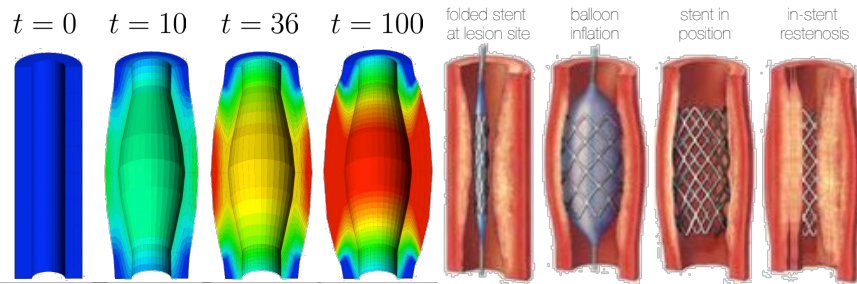 t = 0
t = 10
t = 36
t = 100
folded stent
at lesion site
balloon
inflation
stent in
position
in-stent
restenosis